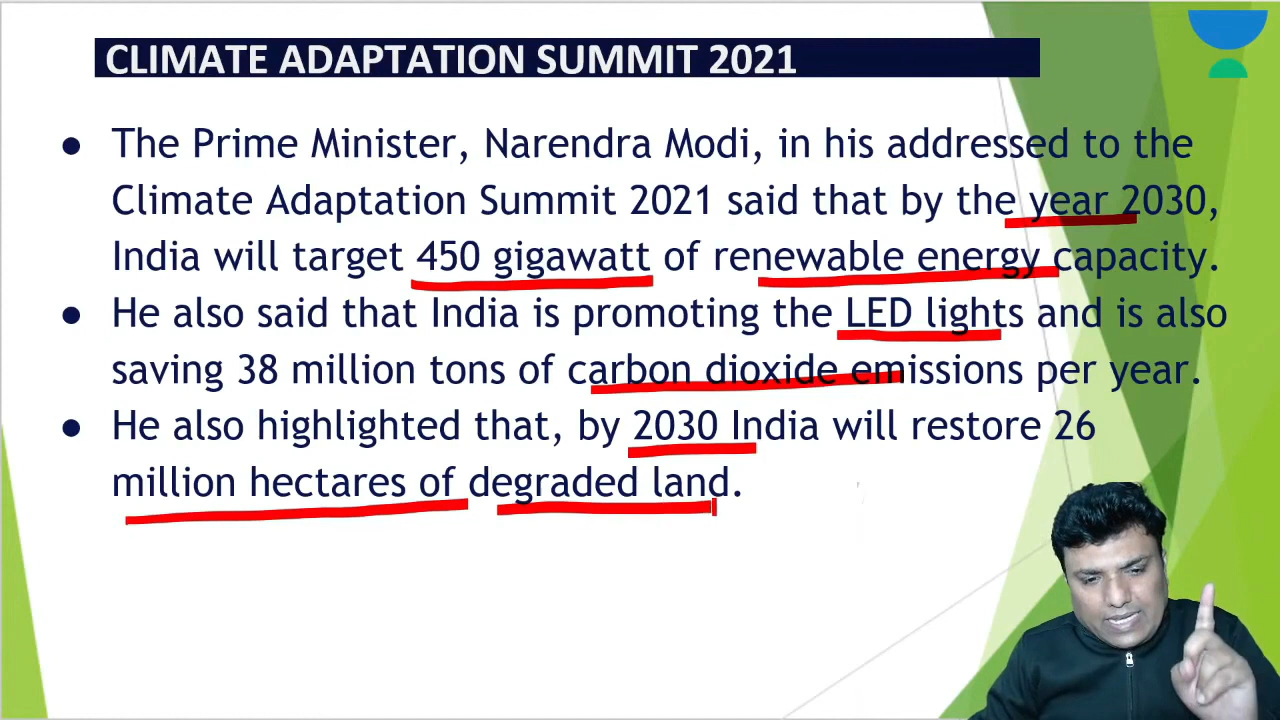 CLIMATE ADAPTATION SUMMIT 2021
● The Prime Minister, Narendra Modi, in his addressed to the
Climate Adaptation Summit 2021 said that by the year 2030,
India will target 450 gigawatt of renewable energy capacity.
● He also said that India is promoting the LED lights and is also
saving 38 million tons of carbon dioxide emissions per year.
● He also highlighted that, by 2030 India will restore 26
million hectares of degraded land.